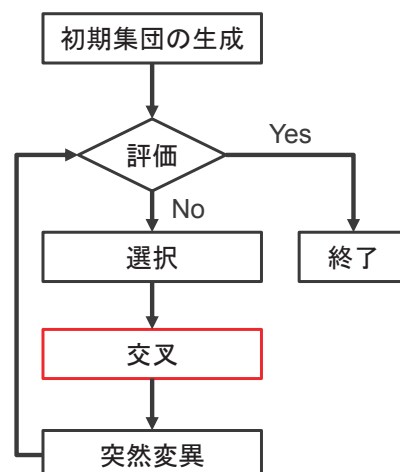 初期集団の生成
評価
Yes
No
選択
終了
交叉
突然変異